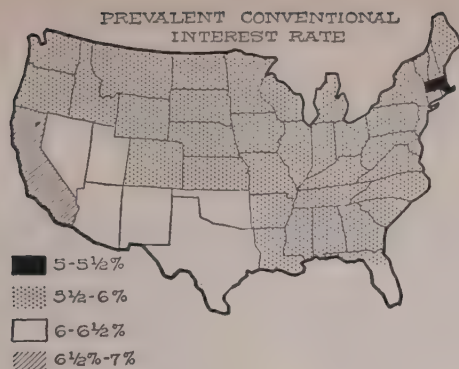 PREVALENT CONVENTIONAL
INTEREST RATE
5-5½%
5½-6%
6-6½%
6½%-7%